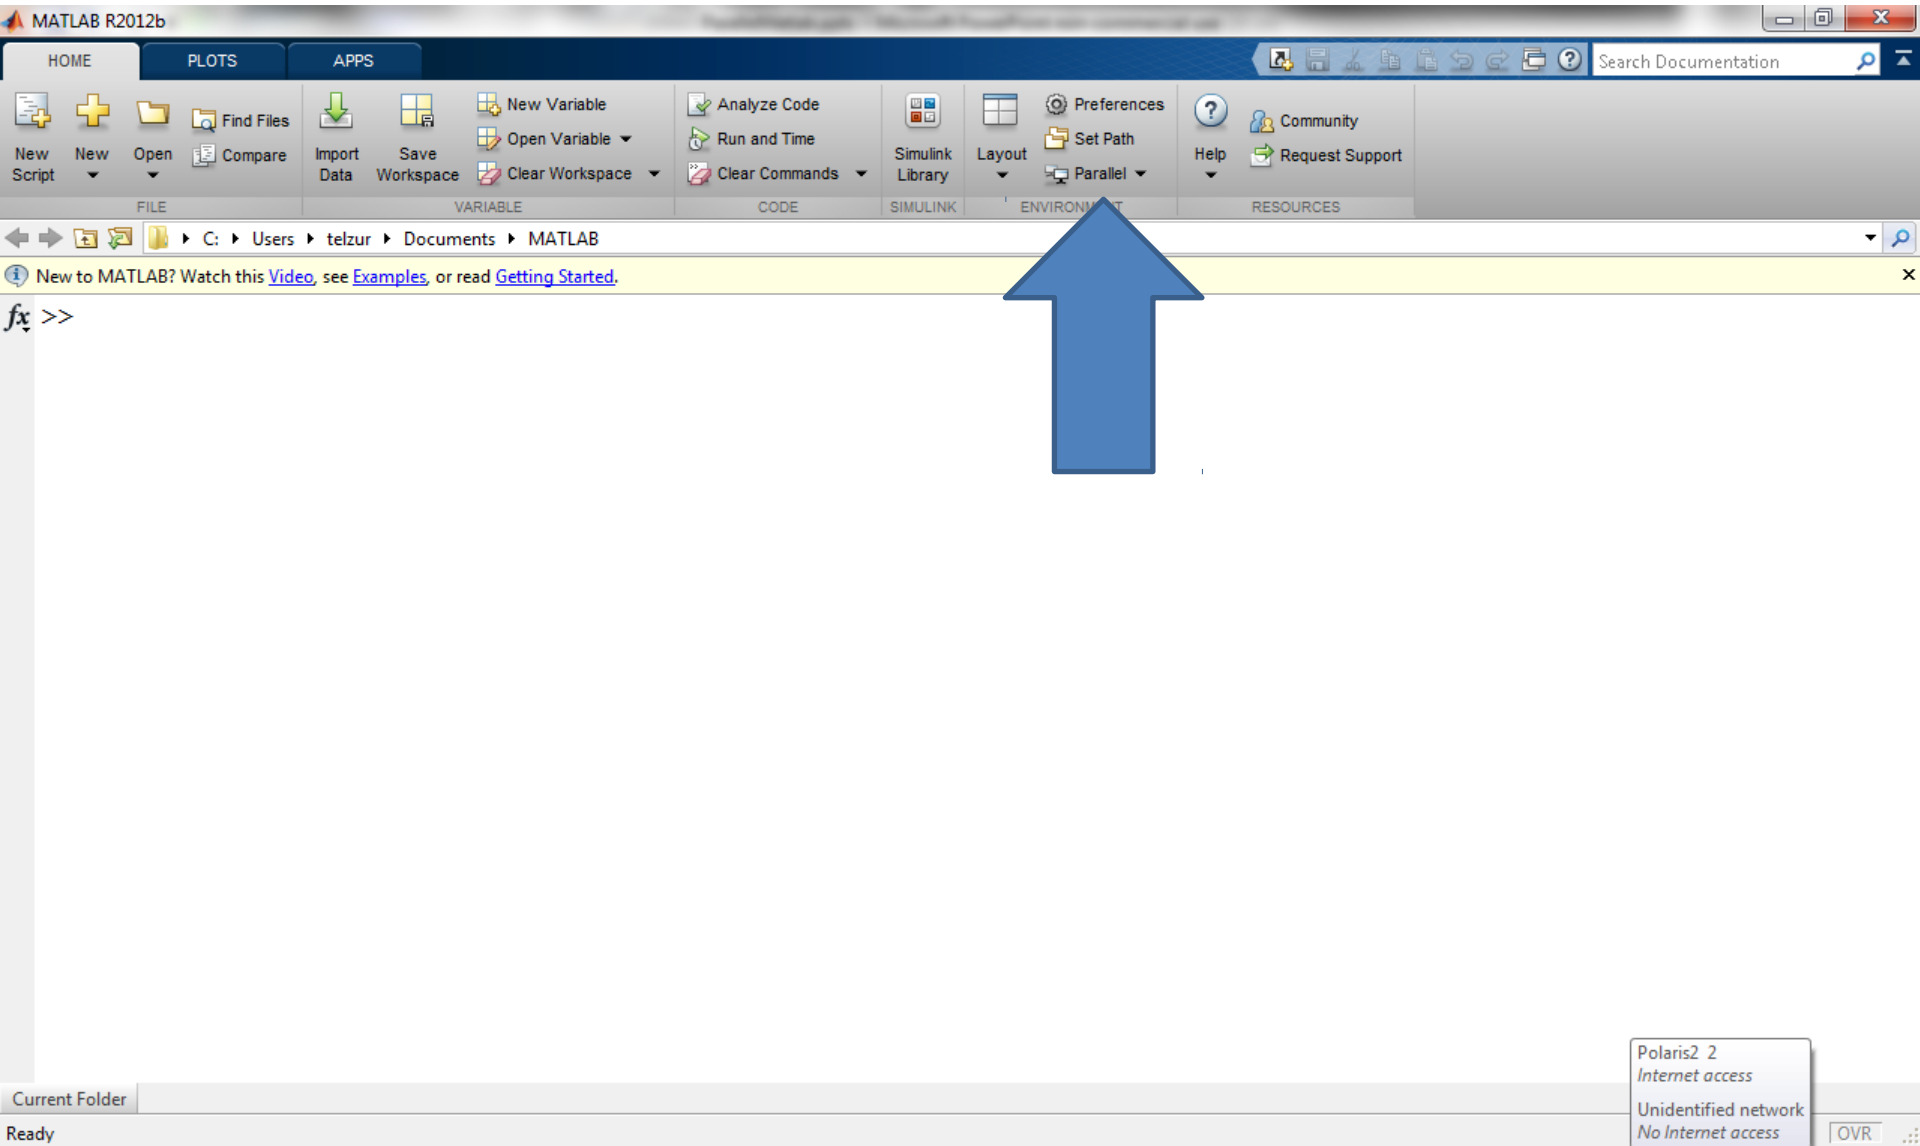 MATLAB R2012b
HOME PLOTS APPS
Search Documentation
New Script
New
Open
Find Files
Compare
Import Data
Save Workspace
New Variable
Open Variable
Clear Workspace
Analyze Code
Run and Time
Clear Commands
Simulink Library
Layout
Preferences
Set Path
Parallel
Help
Community
Request Support
FILE VARIABLE CODE SIMULINK ENVIRONMENT RESOURCES
C: Users telzur Documents MATLAB
New to MATLAB? Watch this Video, see Examples, or read Getting Started.
fx >>
Polaris2 2
Internet access
Unidentified network
No Internet access
Current Folder
Ready
OVR